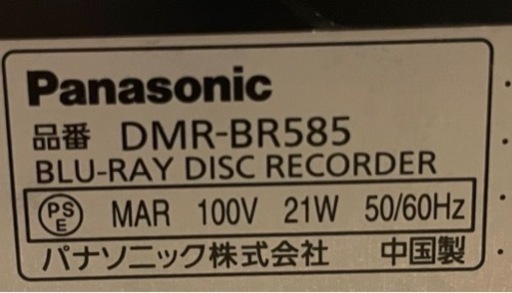 Panasonic
品番 DMR-BR585
BLU-RAY DISC RECORDER
PSE MAR 100V 21W 50/60Hz
パナソニック株式会社 中国製